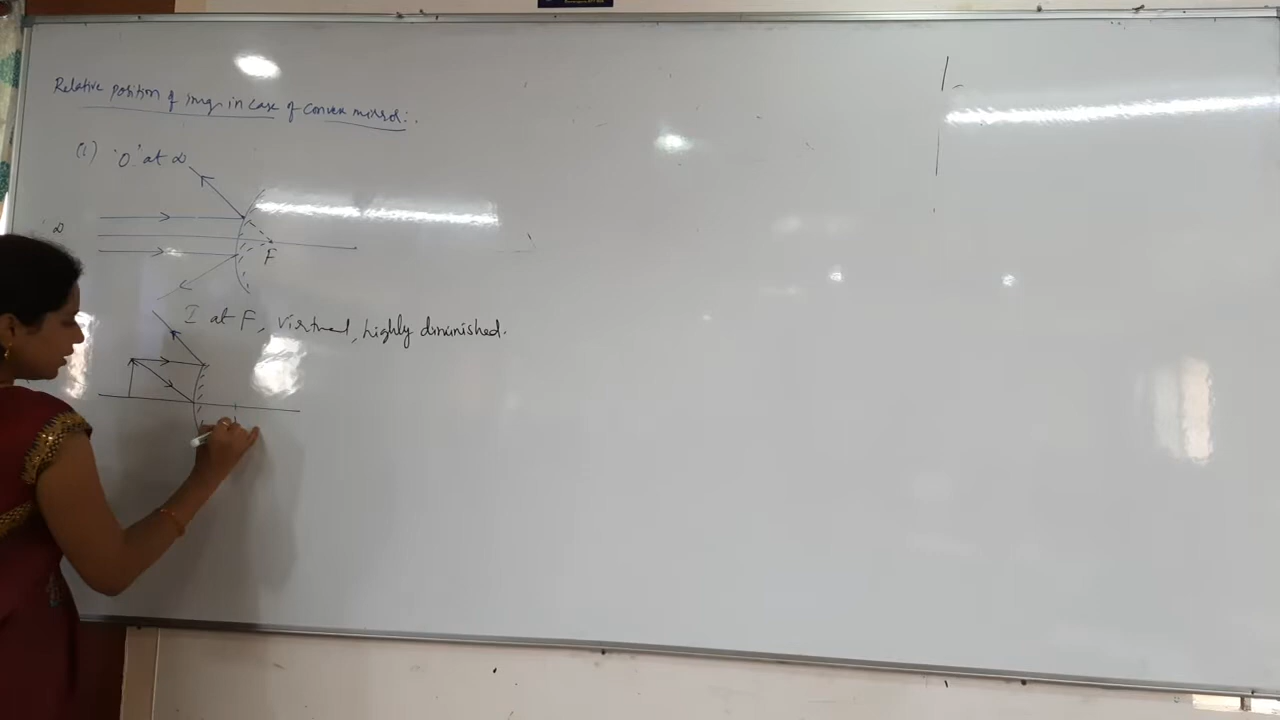 Relative position of img. in case of convex mirror:.
(1) 'O' at ∞
∞
F
I at F, virtual, highly diminished.